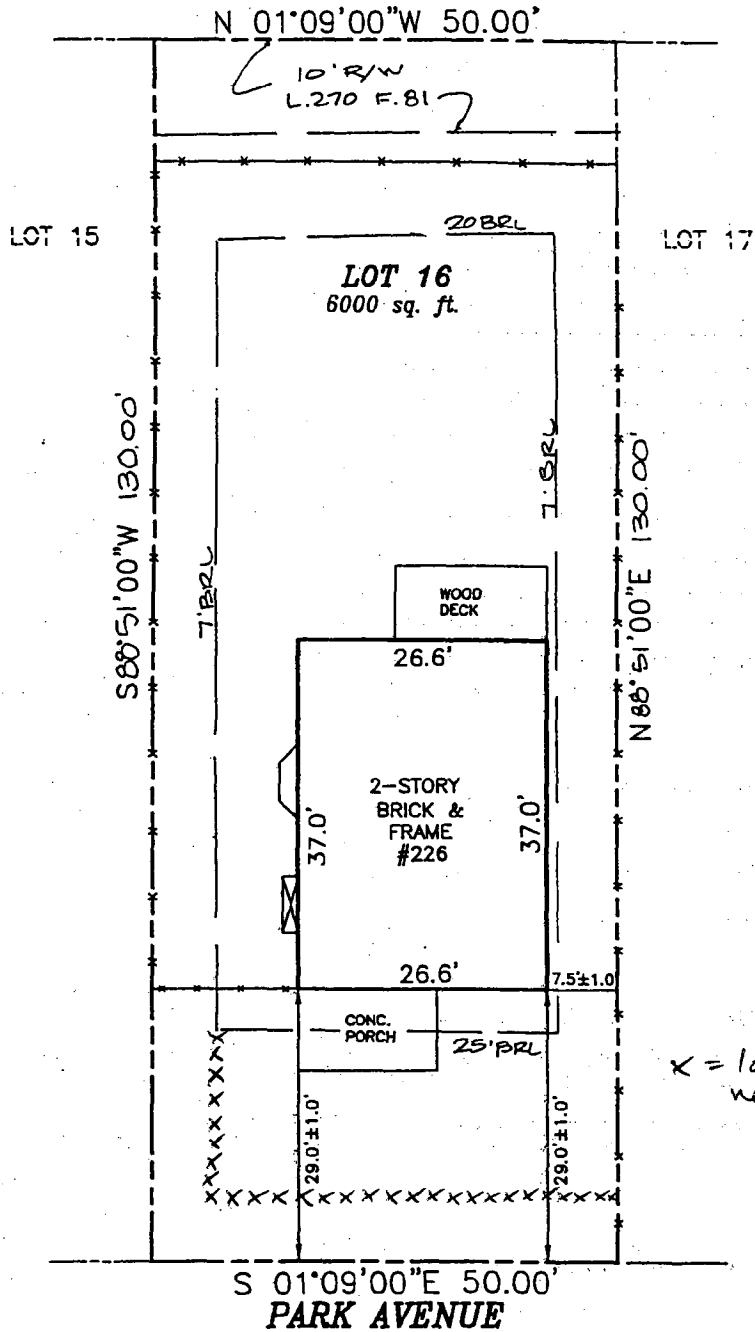 N 01°09'00"W 50.00'
10' R/W
L.270 F.81
LOT 15
20 BRL
LOT 17
LOT 16
6000 sq. ft.
S88°51'00"W 130.00'
7' BRL
7' BRL
N88°51'00"E 130.00'
WOOD
DECK
26.6'
2-STORY
BRICK &
FRAME
#226
37.0'
37.0'
26.6'
7.5'±1.0
CONC.
PORCH
25' BRL
x =
29.0'±1.0'
29.0'±1.0'
S 01°09'00"E 50.00'
PARK AVENUE